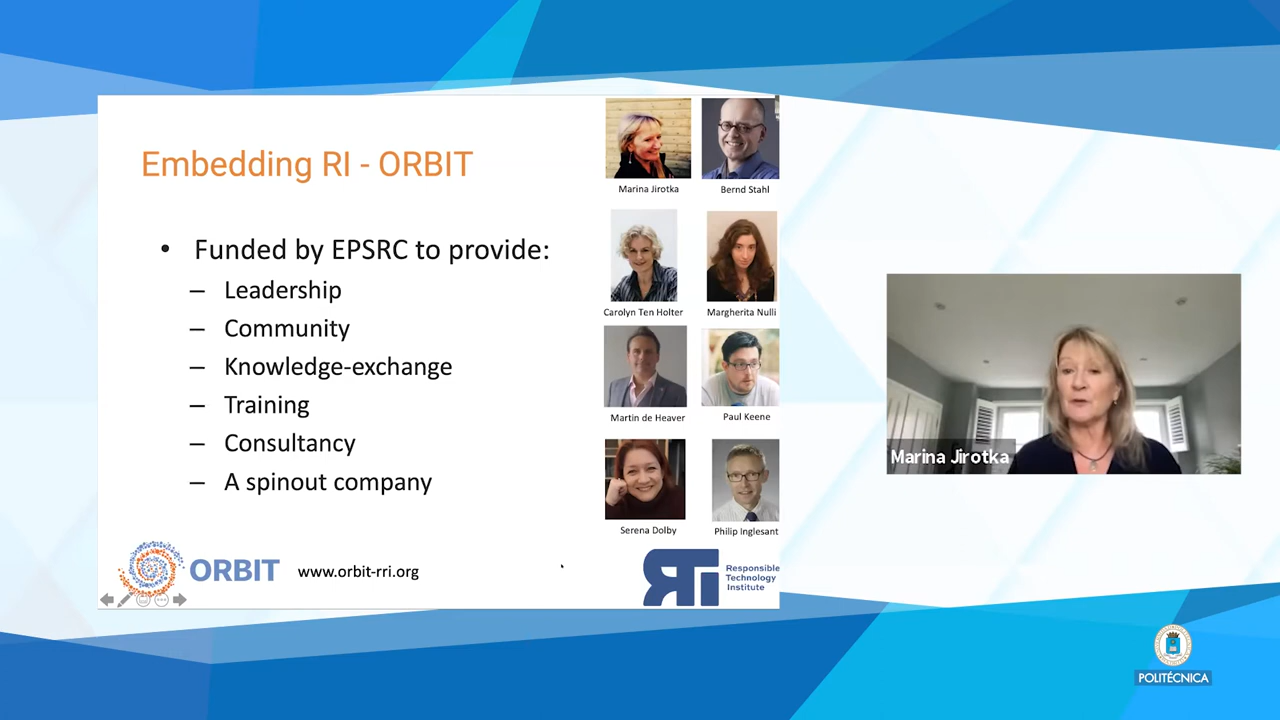 Embedding RI - ORBIT
• Funded by EPSRC to provide:
– Leadership
– Community
– Knowledge-exchange
– Training
– Consultancy
– A spinout company
ORBIT
www.orbit-rri.org
Marina Jirotka
Bernd Stahl
Carolyn Ten Holter
Margherita Nulli
Martin de Heaver
Paul Keene
Serena Dolby
Philip Inglesant
RTI
Responsible
Technology
Institute
Marina Jirotka
POLITÉCNICA